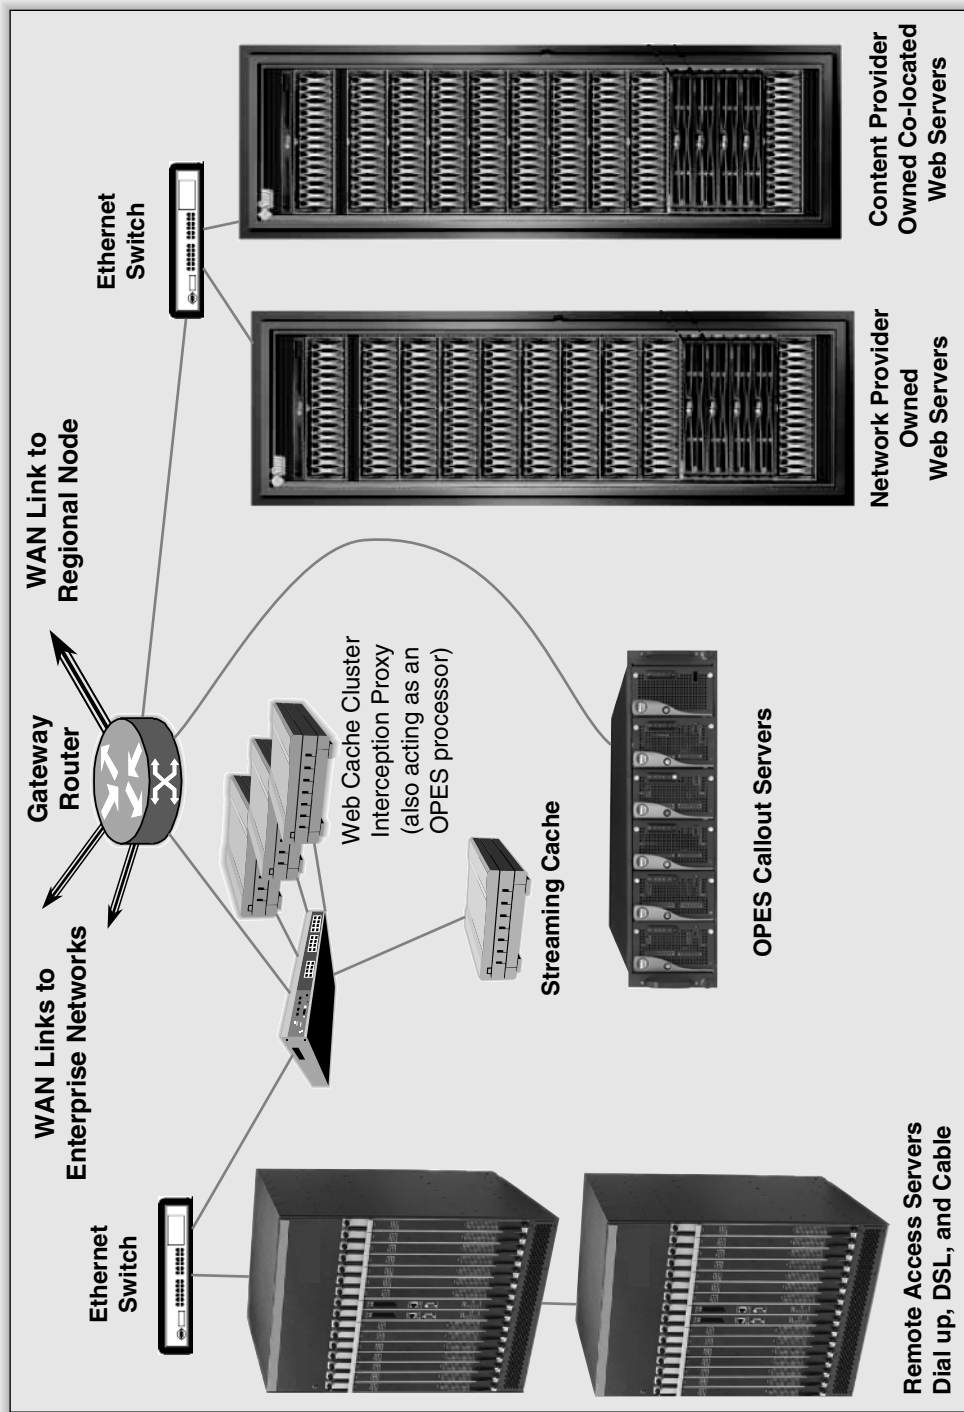 WAN Links to
Enterprise Networks
Gateway
Router
WAN Link to
Regional Node
Ethernet
Switch
Ethernet
Switch
Web Cache Cluster
Interception Proxy
(also acting as an
OPES processor)
Streaming Cache
OPES Callout Servers
Remote Access Servers
Dial up, DSL, and Cable
Network Provider
Owned
Web Servers
Content Provider
Owned Co-located
Web Servers